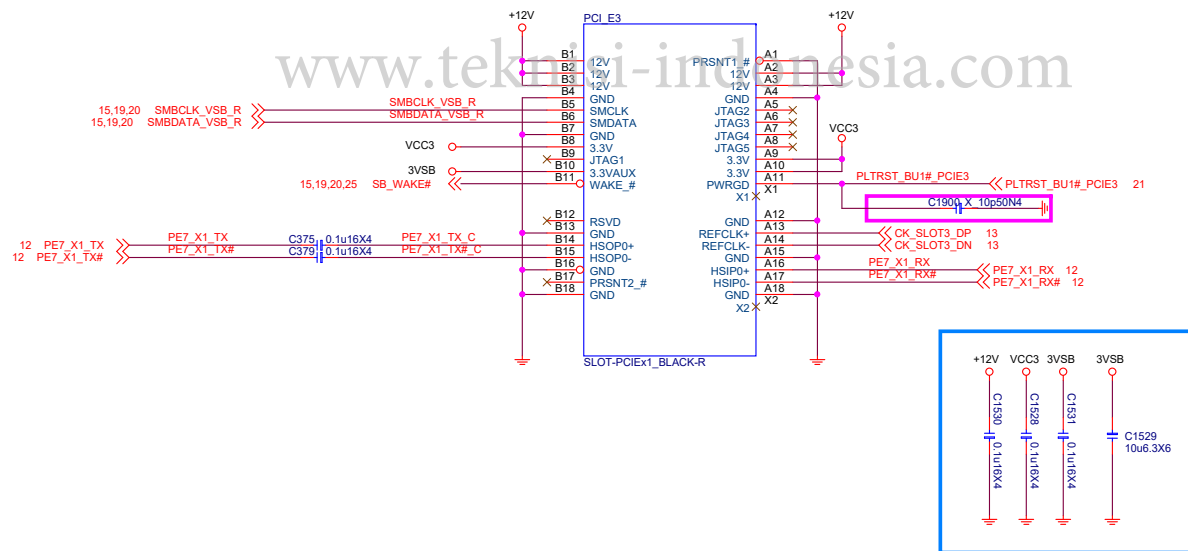 www.teknisi-indonesia.com
PCI_E3
+12V
+12V
B1 12V PRSNT1_# A1
B2 12V 12V A2
B3 12V 12V A3
B4 GND GND A4
15,19,20 SMBCLK_VSB_R SMBCLK_VSB_R B5 SMCLK JTAG2 A5
15,19,20 SMBDATA_VSB_R SMBDATA_VSB_R B6 SMDATA JTAG3 A6
B7 GND JTAG4 A7
VCC3 B8 3.3V JTAG5 A8
VCC3
B9 JTAG1 3.3V A9
3VSB B10 3.3VAUX 3.3V A10
15,19,20,25 SB_WAKE# B11 WAKE_# PWRGD A11 PLTRST_BU1#_PCIE3 PLTRST_BU1#_PCIE3 21
X1 X1
C1900 X_10p50N4
B12 RSVD GND A12
B13 GND REFCLK+ A13 CK_SLOT3_DP 13
12 PE7_X1_TX PE7_X1_TX C375 0.1u16X4 PE7_X1_TX_C B14 HSOP0+ REFCLK- A14 CK_SLOT3_DN 13
12 PE7_X1_TX# PE7_X1_TX# C379 0.1u16X4 PE7_X1_TX#_C B15 HSOP0- GND A15
B16 GND HSIP0+ A16 PE7_X1_RX PE7_X1_RX 12
B17 PRSNT2_# HSIP0- A17 PE7_X1_RX# PE7_X1_RX# 12
B18 GND GND A18
X2 X2
SLOT-PCIEx1_BLACK-R
+12V VCC3 3VSB 3VSB
C1530 0.1u16X4
C1528 0.1u16X4
C1531 0.1u16X4
C1529
10u6.3X6